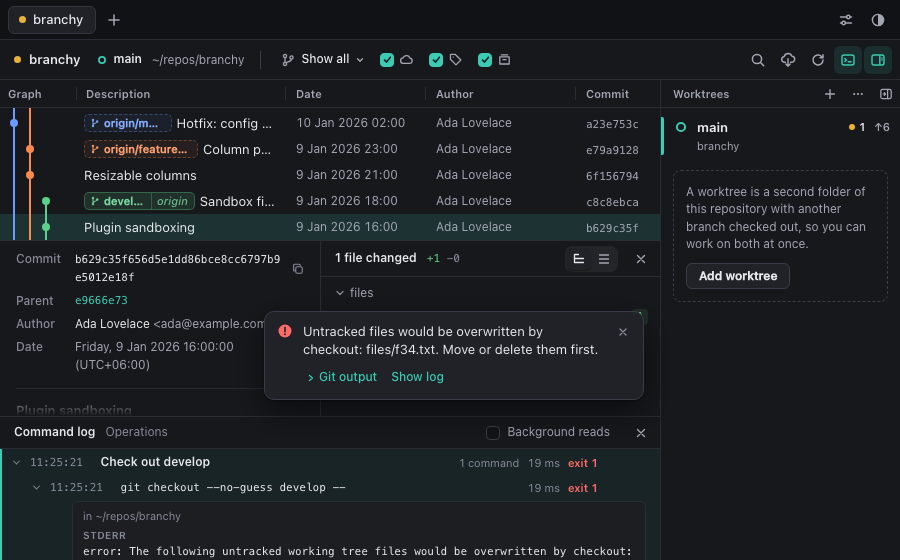 branchy
branchy main ~/repos/branchy Show all
Graph Description Date Author Commit
origin/m... Hotfix: config ... 10 Jan 2026 02:00 Ada Lovelace a23e753c
origin/feature... Column p... 9 Jan 2026 23:00 Ada Lovelace e79a9128
Resizable columns 9 Jan 2026 21:00 Ada Lovelace 6f156794
devel... origin Sandbox fi... 9 Jan 2026 18:00 Ada Lovelace c8c8ebca
Plugin sandboxing 9 Jan 2026 16:00 Ada Lovelace b629c35f
Worktrees
main 1 ↑6
branchy
A worktree is a second folder of
this repository with another
branch checked out, so you can
work on both at once.
Add worktree
Commit b629c35f656d5e1dd86bce8cc6797b9
e5012e18f
Parent e9666e73
Author Ada Lovelace <ada@example.com
Date Friday, 9 Jan 2026 16:00:00
(UTC+06:00)
Plugin sandboxing
1 file changed +1 −0
files
Untracked files would be overwritten by
checkout: files/f34.txt. Move or delete them first.
Git output Show log
Command log Operations Background reads
11:25:21 Check out develop 1 command 19 ms exit 1
11:25:21 git checkout --no-guess develop -- 19 ms exit 1
in ~/repos/branchy
STDERR
error: The following untracked working tree files would be overwritten by checkout: